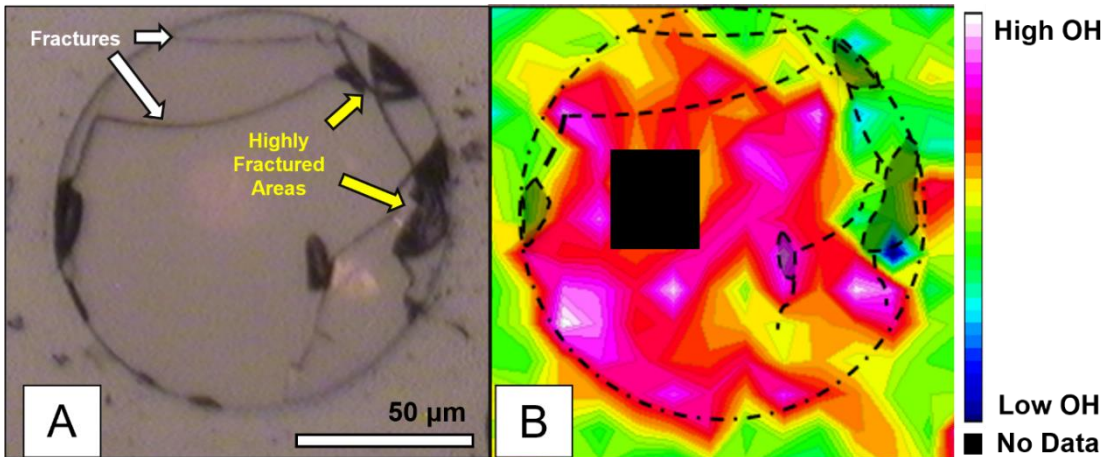 Fractures
Highly
Fractured
Areas
A
50 µm
B
High OH
Low OH
No Data